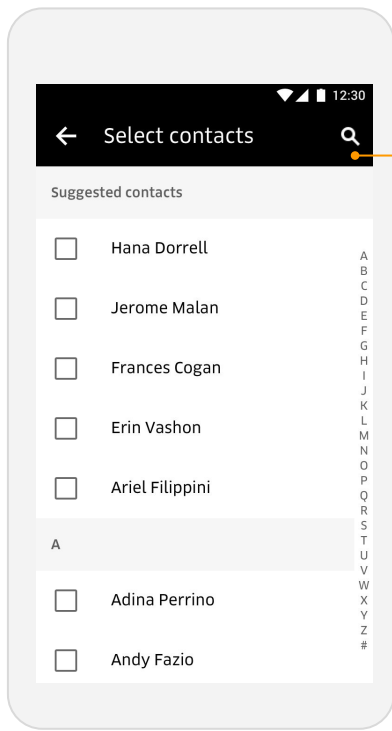 12:30
Select contacts
Suggested contacts
Hana Dorrell
Jerome Malan
Frances Cogan
Erin Vashon
Ariel Filippini
A
Adina Perrino
Andy Fazio
A
B
C
D
E
F
G
H
I
J
K
L
M
N
O
P
Q
R
S
T
U
V
W
X
Y
Z
#